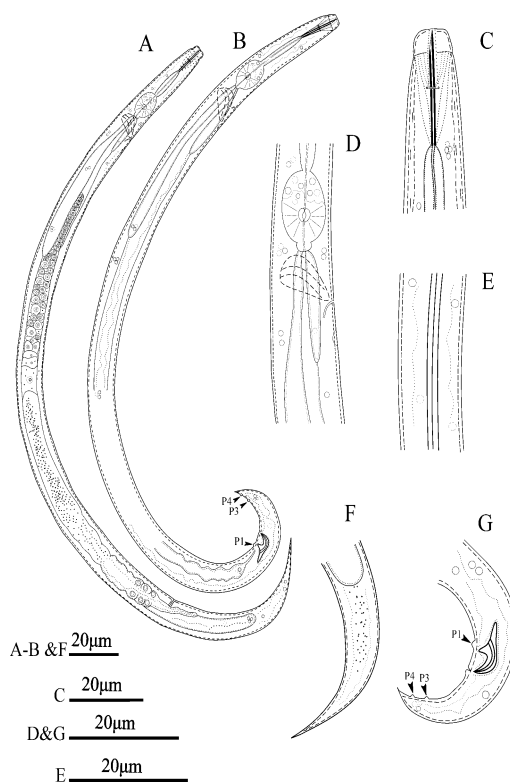 A
B
C
D
E
P4
P3
P1
F
G
P1
P4 P3
A-B &F 20μm
C 20μm
D&G 20μm
E 20μm